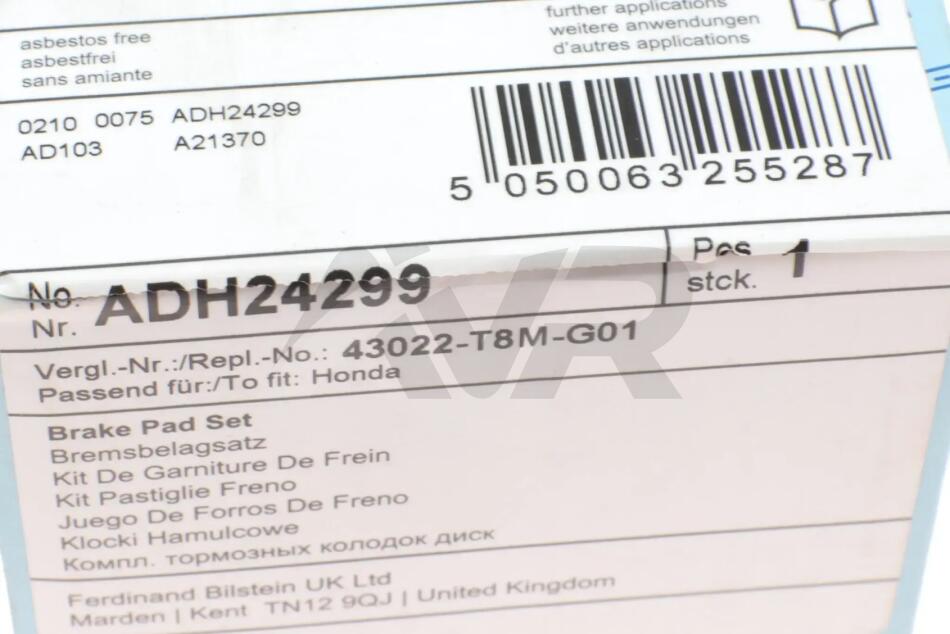 further applications
weitere anwendungen
d'autres applications
asbestos free
asbestfrei
sans amiante
0210 0075 ADH24299
AD103 A21370
5 050063 255287
No. ADH24299
Nr.
Pcs 1
stck.
Vergl.-Nr.:/Repl.-No.: 43022-T8M-G01
Passend für:/To fit: Honda
Brake Pad Set
Bremsbelagsatz
Kit De Garniture De Frein
Kit Pastiglie Freno
Juego De Forros De Freno
Klocki Hamulcowe
Компл. тормозных колодок диск
Ferdinand Bilstein UK Ltd
Marden | Kent TN12 9QJ | United Kingdom
AVR